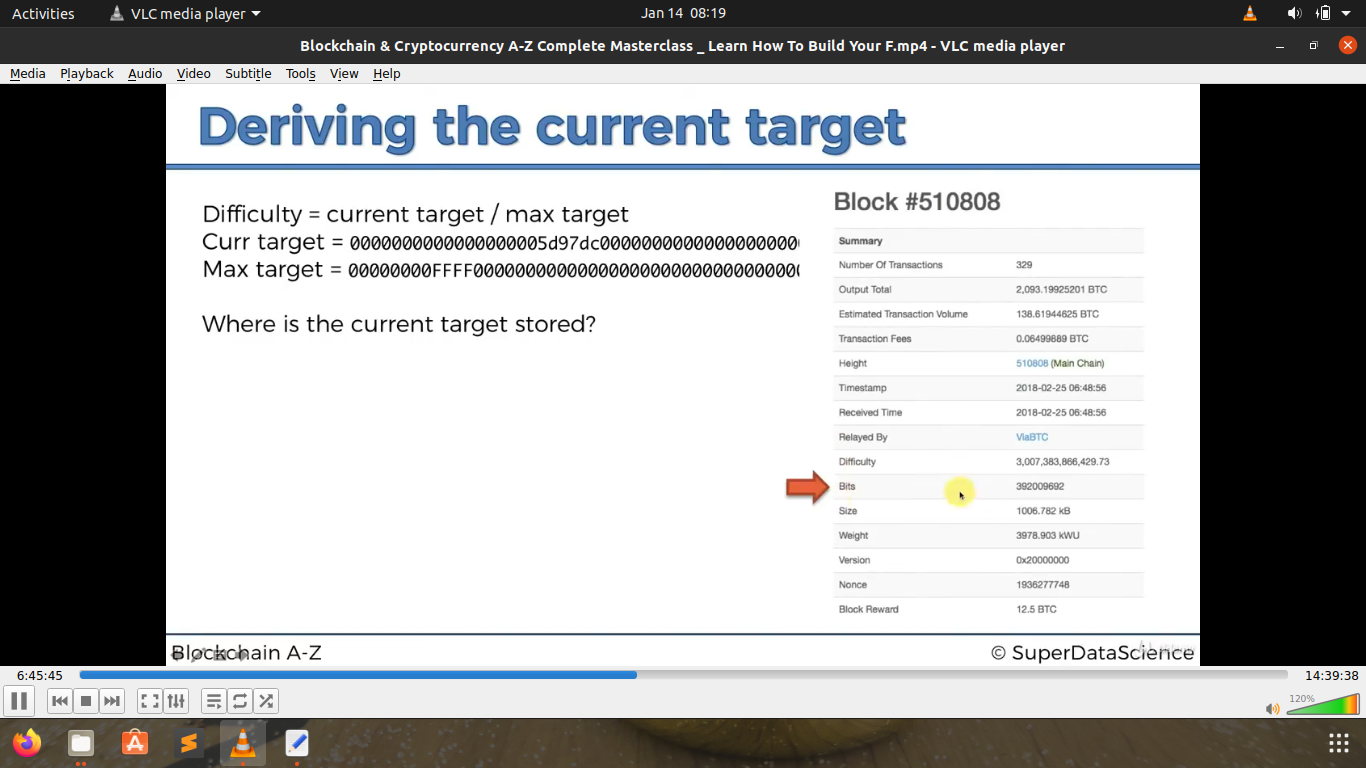 Activities VLC media player Jan 14 08:19
Blockchain & Cryptocurrency A-Z Complete Masterclass _ Learn How To Build Your F.mp4 - VLC media player
Media Playback Audio Video Subtitle Tools View Help
Deriving the current target
Difficulty = current target / max target
Curr target = 0000000000000000005d97dc00000000000000000000
Max target = 00000000FFFF00000000000000000000000000000000
Where is the current target stored?
Block #510808
Summary
Number Of Transactions 329
Output Total 2,093.19925201 BTC
Estimated Transaction Volume 138.61944625 BTC
Transaction Fees 0.06499889 BTC
Height 510808 (Main Chain)
Timestamp 2018-02-25 06:48:56
Received Time 2018-02-25 06:48:56
Relayed By ViaBTC
Difficulty 3,007,383,866,429.73
Bits 392009692
Size 1006.782 kB
Weight 3978.903 kWU
Version 0x20000000
Nonce 1936277748
Block Reward 12.5 BTC
Blockchain A-Z © SuperDataScience
6:45:45 14:39:38
120%